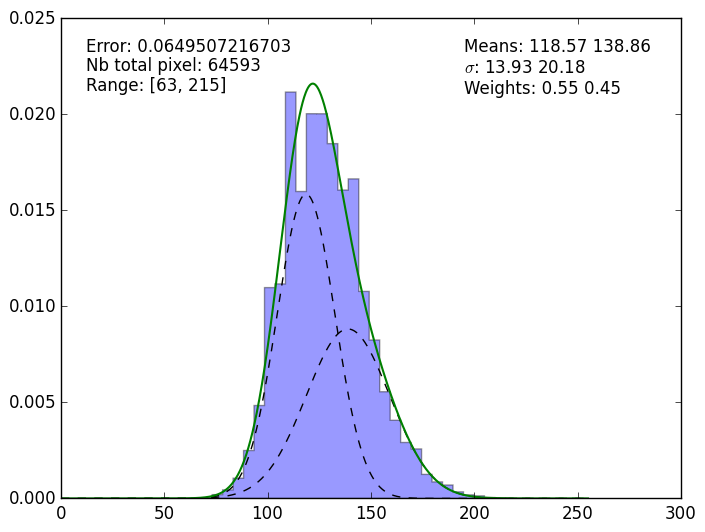 Error: 0.0649507216703
Nb total pixel: 64593
Range: [63, 215]
Means: 118.57 138.86
σ: 13.93 20.18
Weights: 0.55 0.45
0.025
0.020
0.015
0.010
0.005
0.000
0 50 100 150 200 250 300